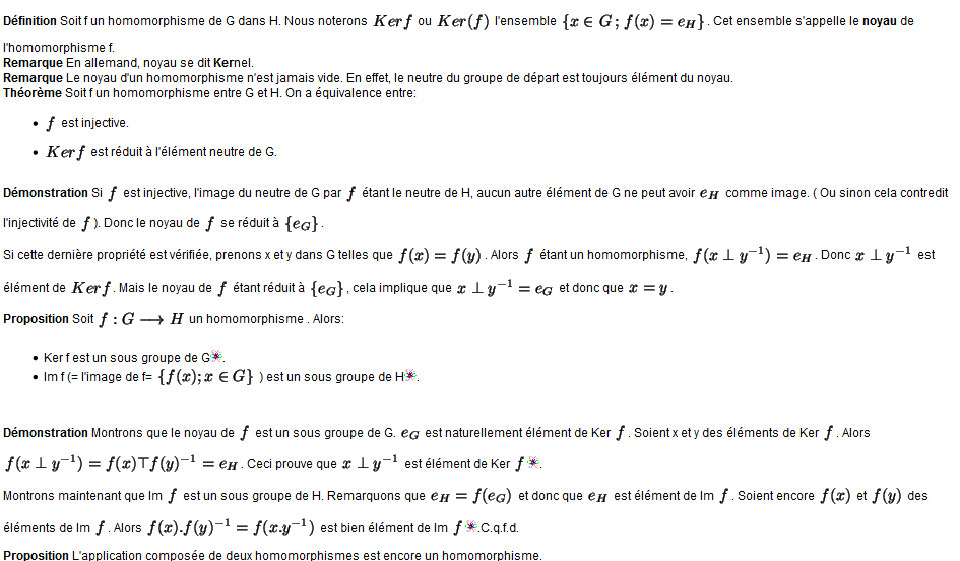 Définition Soit f un homomorphisme de G dans H. Nous noterons Ker f ou Ker(f) l'ensemble {x ∈ G ; f(x) = e_H} . Cet ensemble s'appelle le noyau de
l'homomorphisme f.
Remarque En allemand, noyau se dit Kernel.
Remarque Le noyau d'un homomorphisme n'est jamais vide. En effet, le neutre du groupe de départ est toujours élément du noyau.
Théorème Soit f un homomorphisme entre G et H. On a équivalence entre:
• f est injective.
• Ker f est réduit à l'élément neutre de G.
Démonstration Si f est injective, l'image du neutre de G par f étant le neutre de H, aucun autre élément de G ne peut avoir e_H comme image. ( Ou sinon cela contredit
l'injectivité de f ). Donc le noyau de f se réduit à {e_G} .
Si cette dernière propriété est vérifiée, prenons x et y dans G telles que f(x) = f(y) . Alors f étant un homomorphisme, f(x ⊥ y⁻¹) = e_H . Donc x ⊥ y⁻¹ est
élément de Ker f . Mais le noyau de f étant réduit à {e_G} , cela implique que x ⊥ y⁻¹ = e_G et donc que x = y .
Proposition Soit f : G ⟶ H un homomorphisme . Alors:
• Ker f est un sous groupe de G.
• Im f (= l'image de f= {f(x); x ∈ G} ) est un sous groupe de H.
Démonstration Montrons que le noyau de f est un sous groupe de G. e_G est naturellement élément de Ker f . Soient x et y des éléments de Ker f . Alors
f(x ⊥ y⁻¹) = f(x)⊤f(y)⁻¹ = e_H . Ceci prouve que x ⊥ y⁻¹ est élément de Ker f .
Montrons maintenant que Im f est un sous groupe de H. Remarquons que e_H = f(e_G) et donc que e_H est élément de Im f . Soient encore f(x) et f(y) des
éléments de Im f . Alors f(x).f(y)⁻¹ = f(x.y⁻¹) est bien élément de Im f .C.q.f.d.
Proposition L'application composée de deux homomorphismes est encore un homomorphisme.